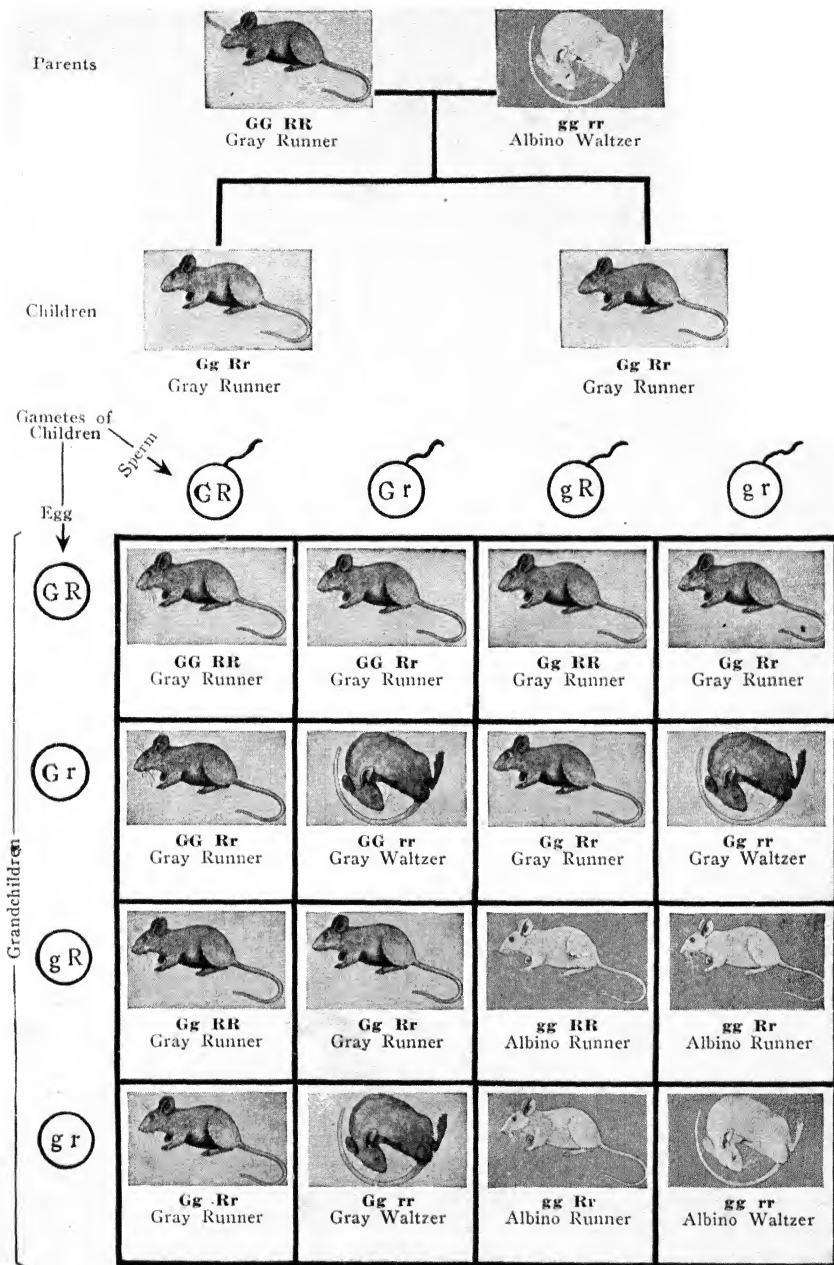 Parents
GG RR
Gray Runner
gg rr
Albino Waltzer
Children
Gg Rr
Gray Runner
Gg Rr
Gray Runner
Gametes of
Children
Sperm
Egg
GR
Gr
gR
gr
Grandchildren
GR
GG RR
Gray Runner
GG Rr
Gray Runner
Gg RR
Gray Runner
Gg Rr
Gray Runner
Gr
GG Rr
Gray Runner
GG rr
Gray Waltzer
Gg Rr
Gray Runner
Gg rr
Gray Waltzer
gR
Gg RR
Gray Runner
Gg Rr
Gray Runner
gg RR
Albino Runner
gg Rr
Albino Runner
gr
Gg Rr
Gray Runner
Gg rr
Gray Waltzer
gg Rr
Albino Runner
gg rr
Albino Waltzer